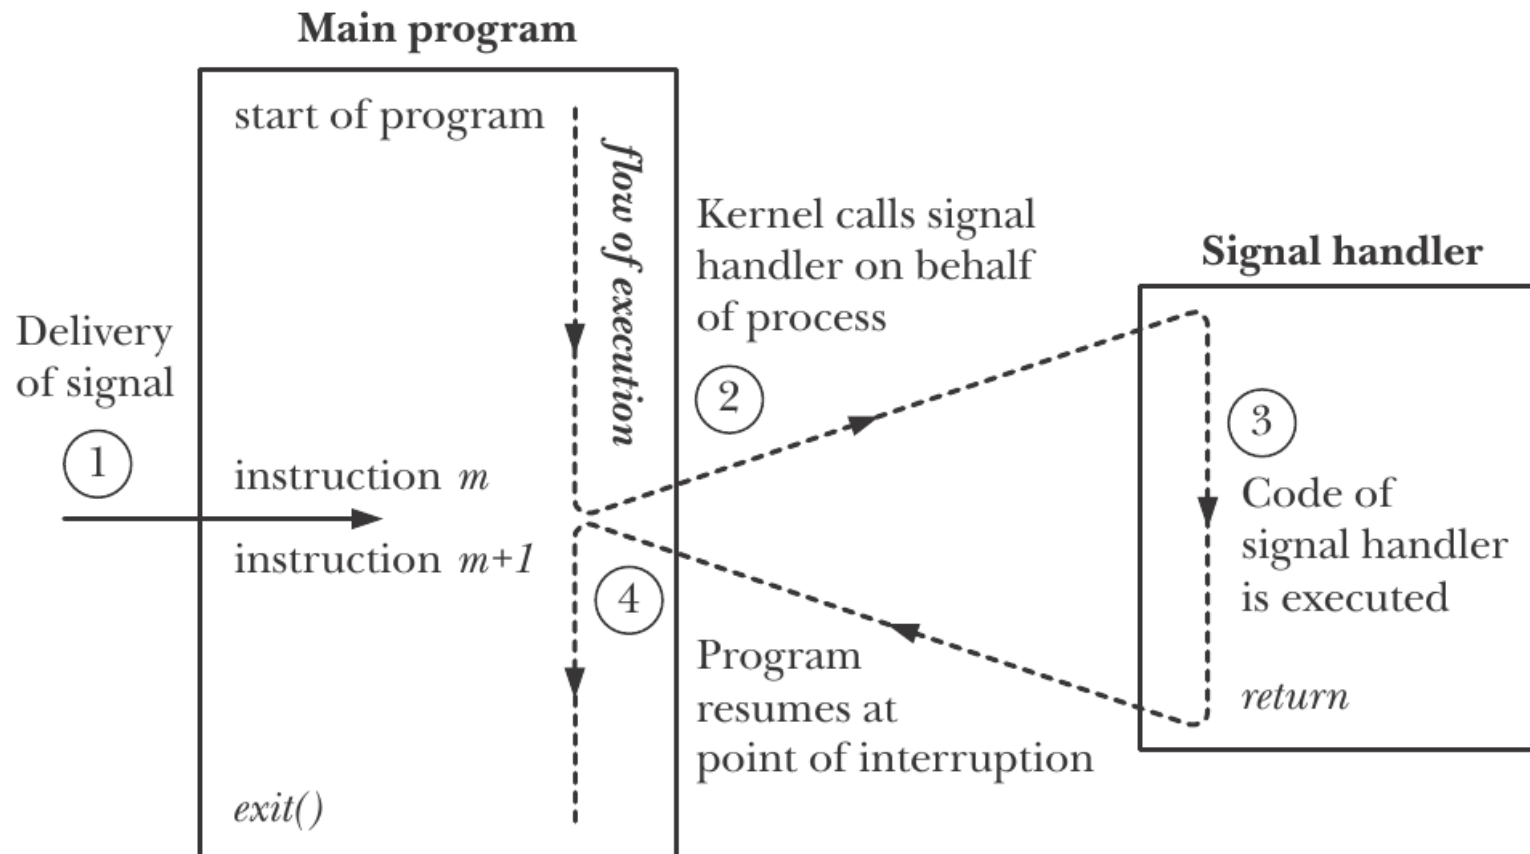 Main program
start of program
flow of execution
Kernel calls signal
handler on behalf
of process
Signal handler
Delivery
of signal
2
3
1
instruction m
Code of
signal handler
is executed
instruction m+1
4
Program
resumes at
point of interruption
return
exit()